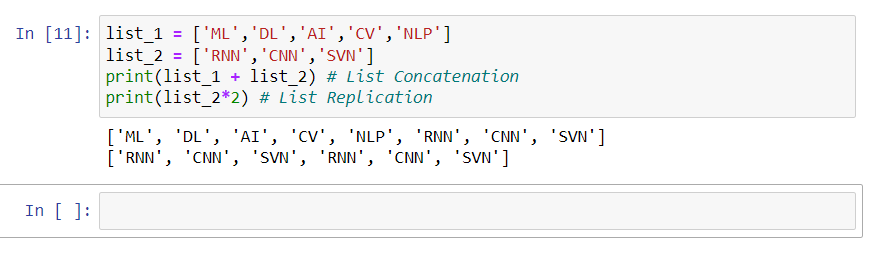 In [11]: list_1 = ['ML','DL','AI','CV','NLP']
list_2 = ['RNN','CNN','SVN']
print(list_1 + list_2) # List Concatenation
print(list_2*2) # List Replication
['ML', 'DL', 'AI', 'CV', 'NLP', 'RNN', 'CNN', 'SVN']
['RNN', 'CNN', 'SVN', 'RNN', 'CNN', 'SVN']
In [ ]: